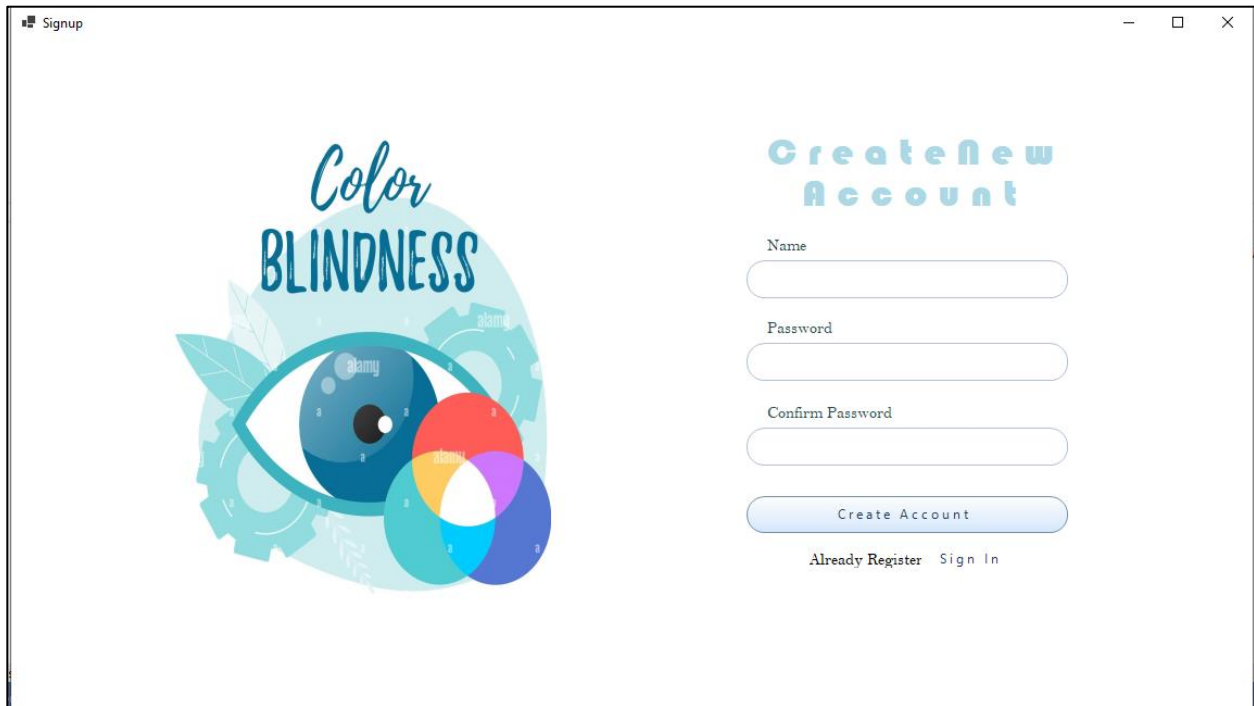 Signup
Color
BLINDNESS
alamy
a
a
alamy
a
a
a
a
a
alamy
a
a
a
a
a
a
a
CreateNew
Account
Name
Password
Confirm Password
Create Account
Already Register Sign In